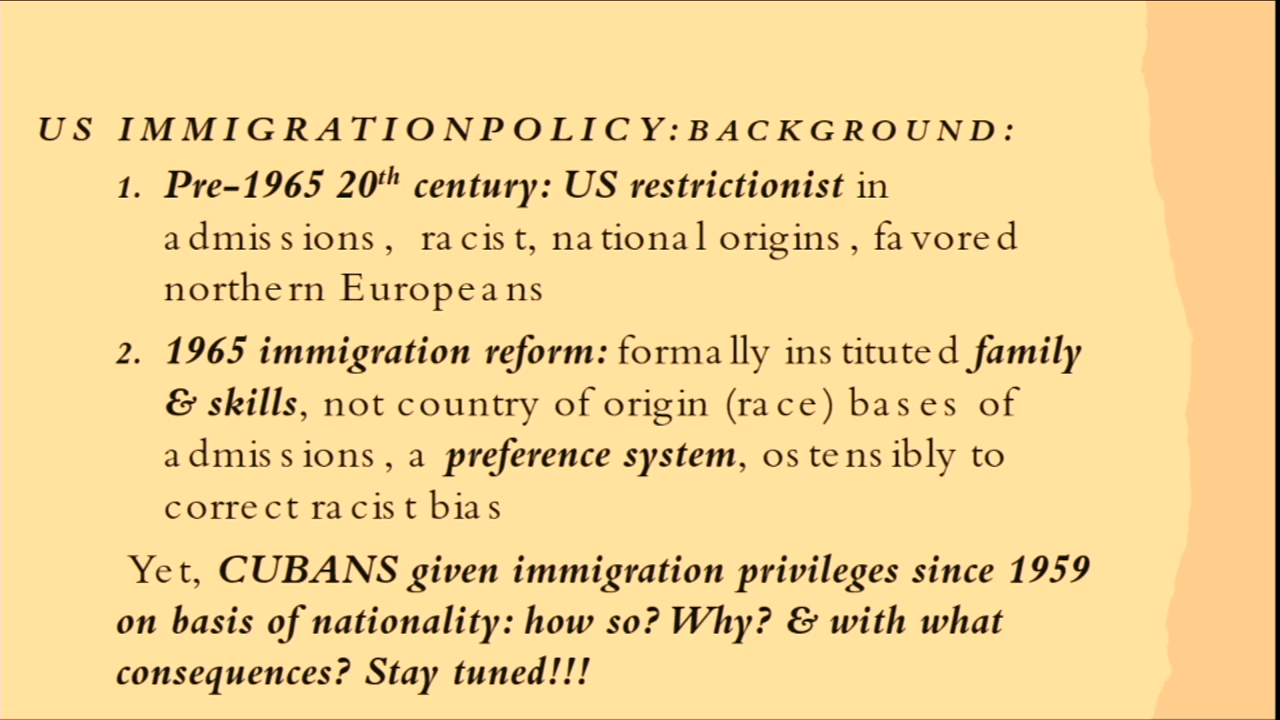 US IMMIGRATIONPOLICY:BACKGROUND:
1. Pre-1965 20th century: US restrictionist in
admissions, racist, national origins, favored
northern Europeans
2. 1965 immigration reform: formally instituted family
& skills, not country of origin (race) bases of
admissions, a preference system, ostensibly to
correct racist bias
Yet, CUBANS given immigration privileges since 1959
on basis of nationality: how so? Why? & with what
consequences? Stay tuned!!!